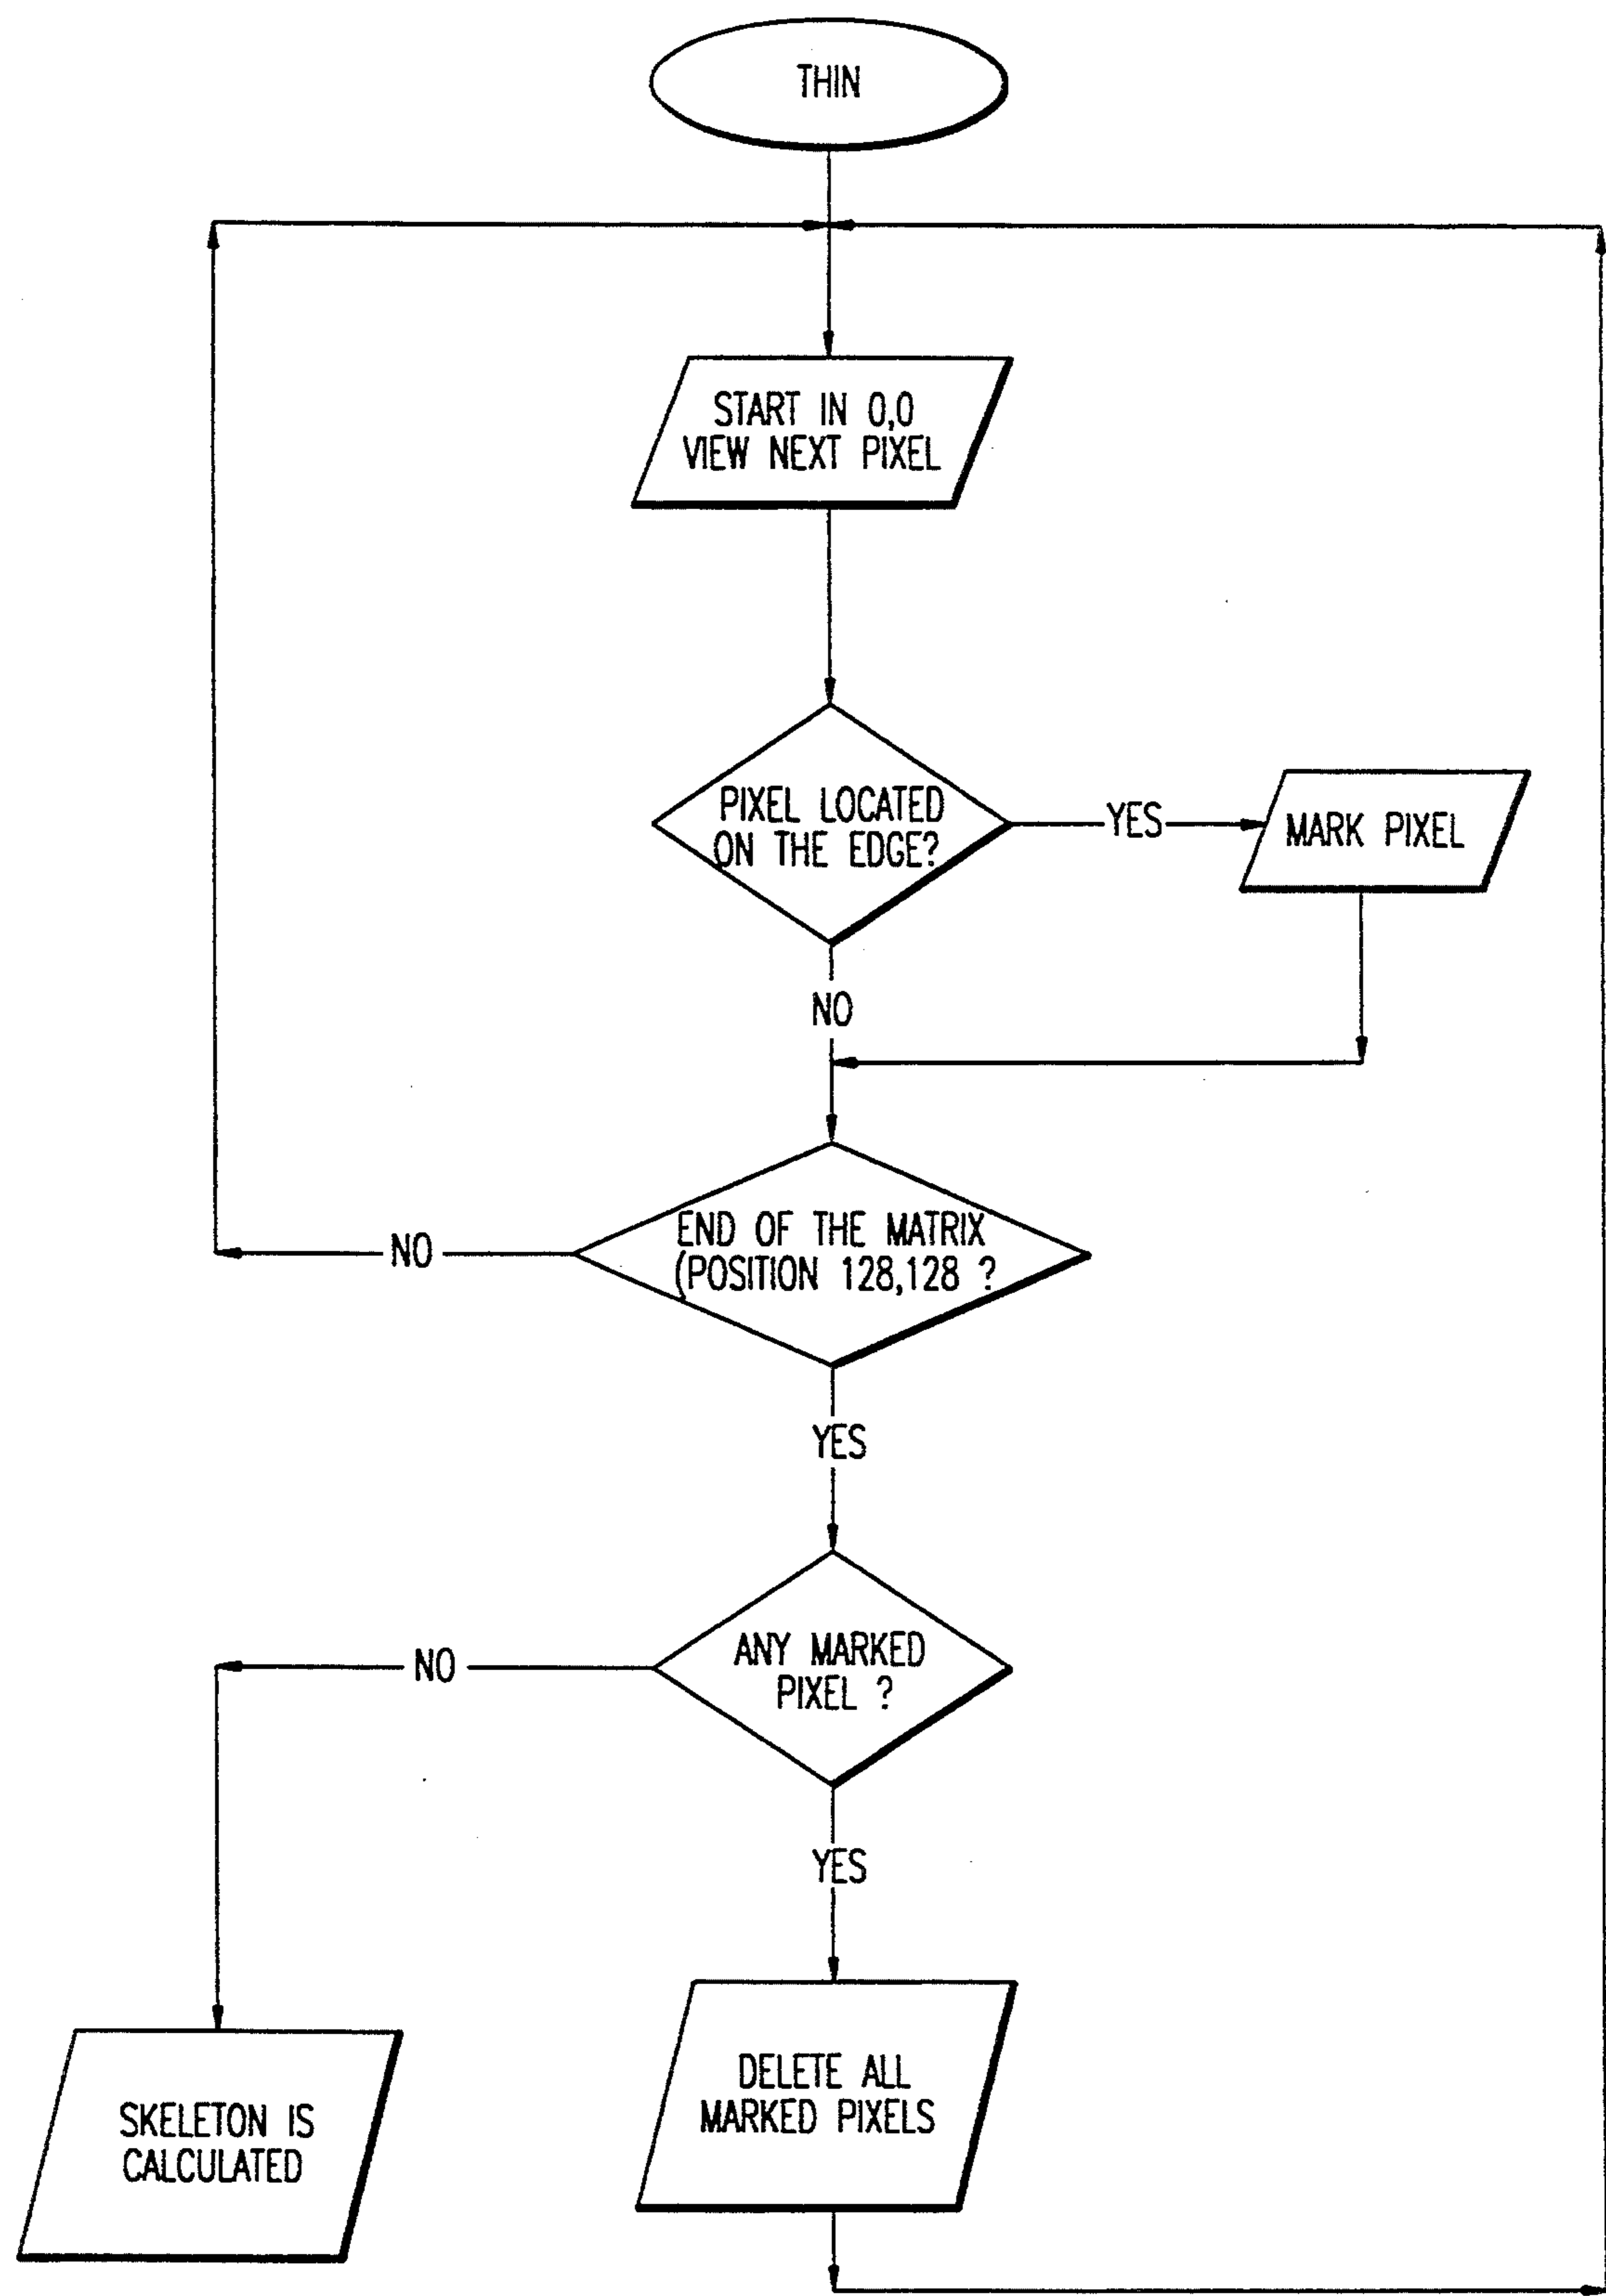 THIN
START IN 0,0
VIEW NEXT PIXEL
PIXEL LOCATED
ON THE EDGE?
YES
MARK PIXEL
NO
END OF THE MATRIX
(POSITION 128,128 ?
NO
YES
ANY MARKED
PIXEL ?
NO
YES
DELETE ALL
MARKED PIXELS
SKELETON IS
CALCULATED